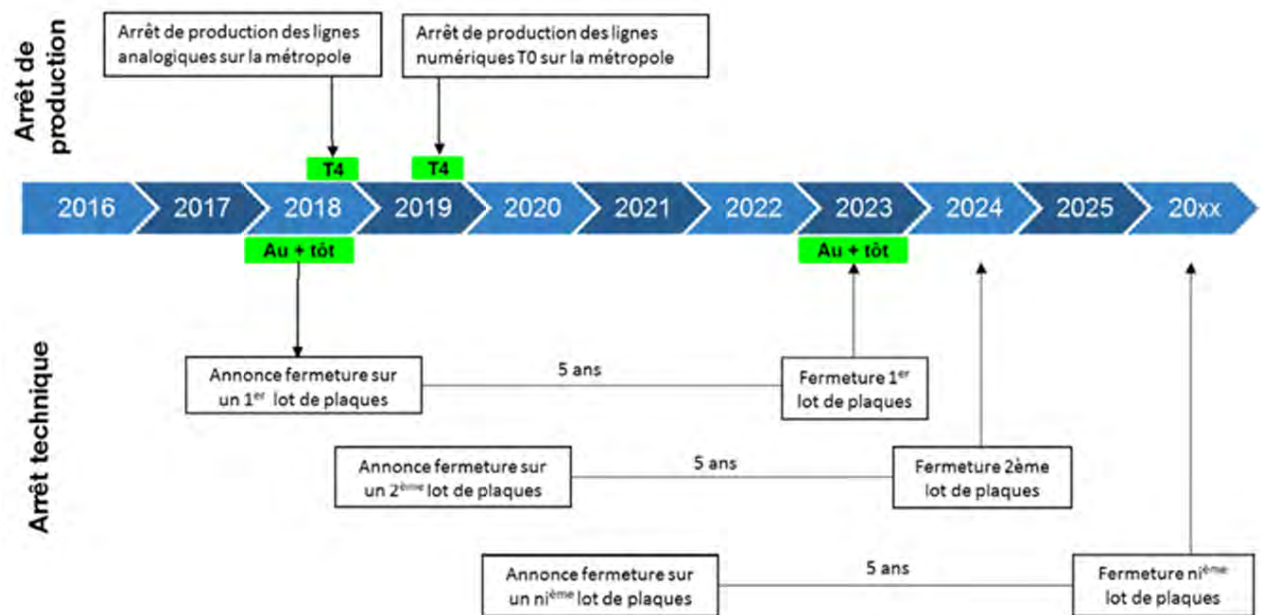 Arrêt de
production
Arrêt de production des lignes
analogiques sur la métropole
Arrêt de production des lignes
numériques T0 sur la métropole
T4
T4
2016
2017
2018
2019
2020
2021
2022
2023
2024
2025
20xx
Au + tôt
Au + tôt
Arrêt technique
Annonce fermeture sur
un 1er lot de plaques
5 ans
Fermeture 1er
lot de plaques
Annonce fermeture sur
un 2ème lot de plaques
5 ans
Fermeture 2ème
lot de plaques
Annonce fermeture sur
un nième lot de plaques
5 ans
Fermeture nième
lot de plaques